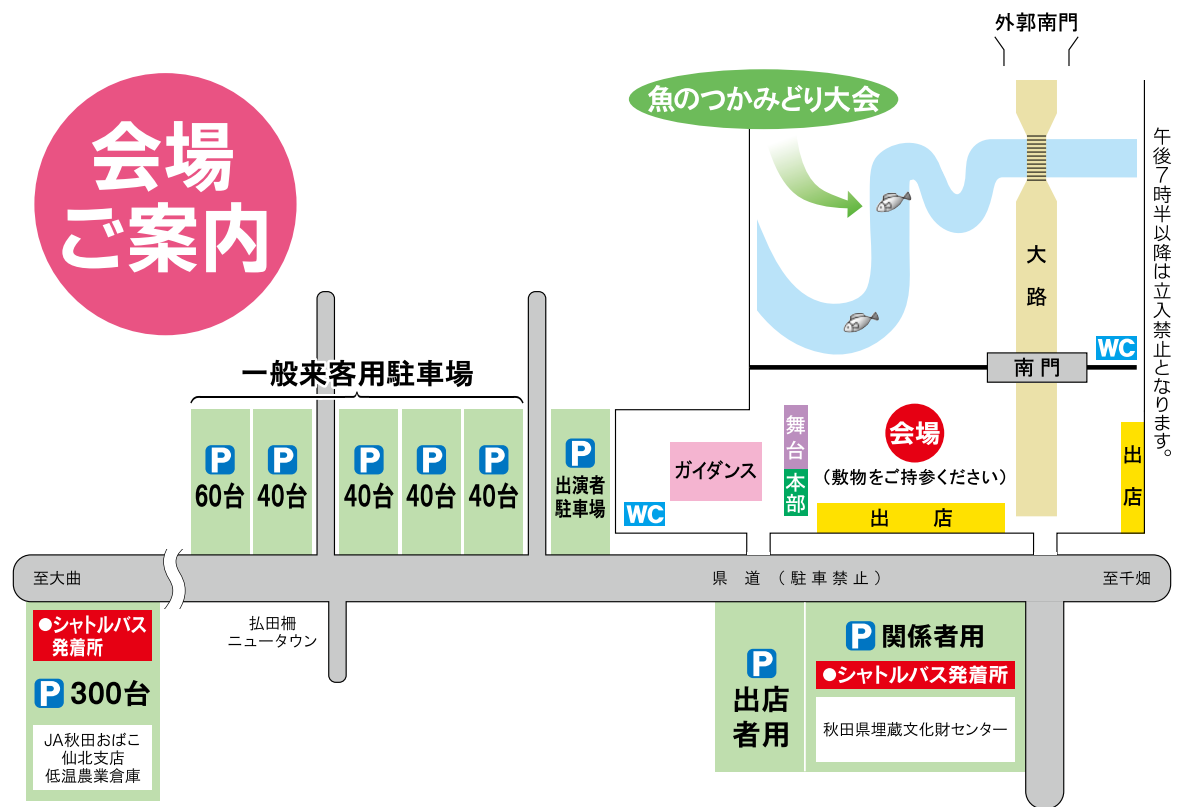 会場
ご案内
外郭南門
魚のつかみどり大会
午後7時半以降は立入禁止となります。
大路
WC
南門
一般来客用駐車場
P
60台
P
40台
P
40台
P
40台
P
40台
P
出演者
駐車場
ガイダンス
WC
舞台
本部
会場
(敷物をご持参ください)
出店
出店
至大曲
県道(駐車禁止)
至千畑
払田柵
ニュータウン
●シャトルバス
発着所
P 300台
JA秋田おばこ
仙北支店
低温農業倉庫
P
出店
者用
P 関係者用
●シャトルバス発着所
秋田県埋蔵文化財センター